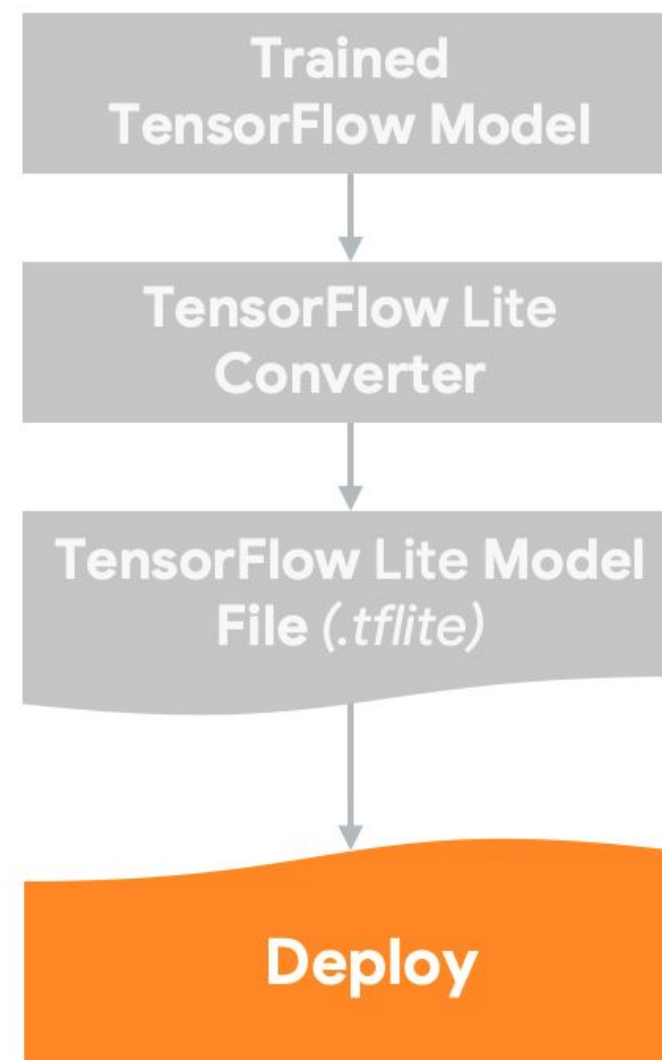 Trained
TensorFlow Model
TensorFlow Lite
Converter
TensorFlow Lite Model
File (.tflite)
Deploy